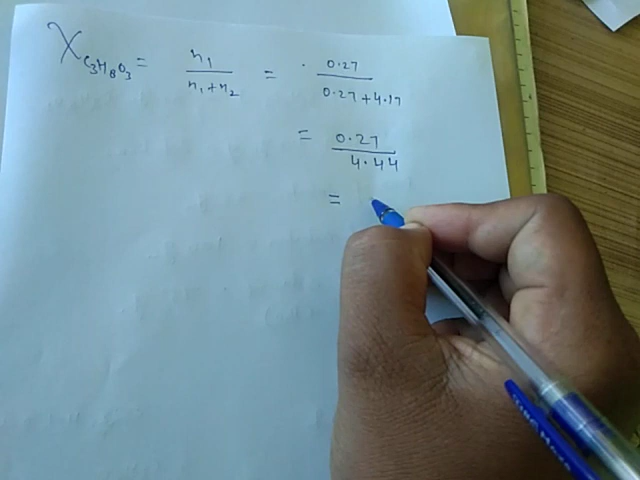 χ C₃H₈O₃ = n₁ / n₁+n₂ = 0.27 / 0.27+4.17
= 0.27 / 4.44
=